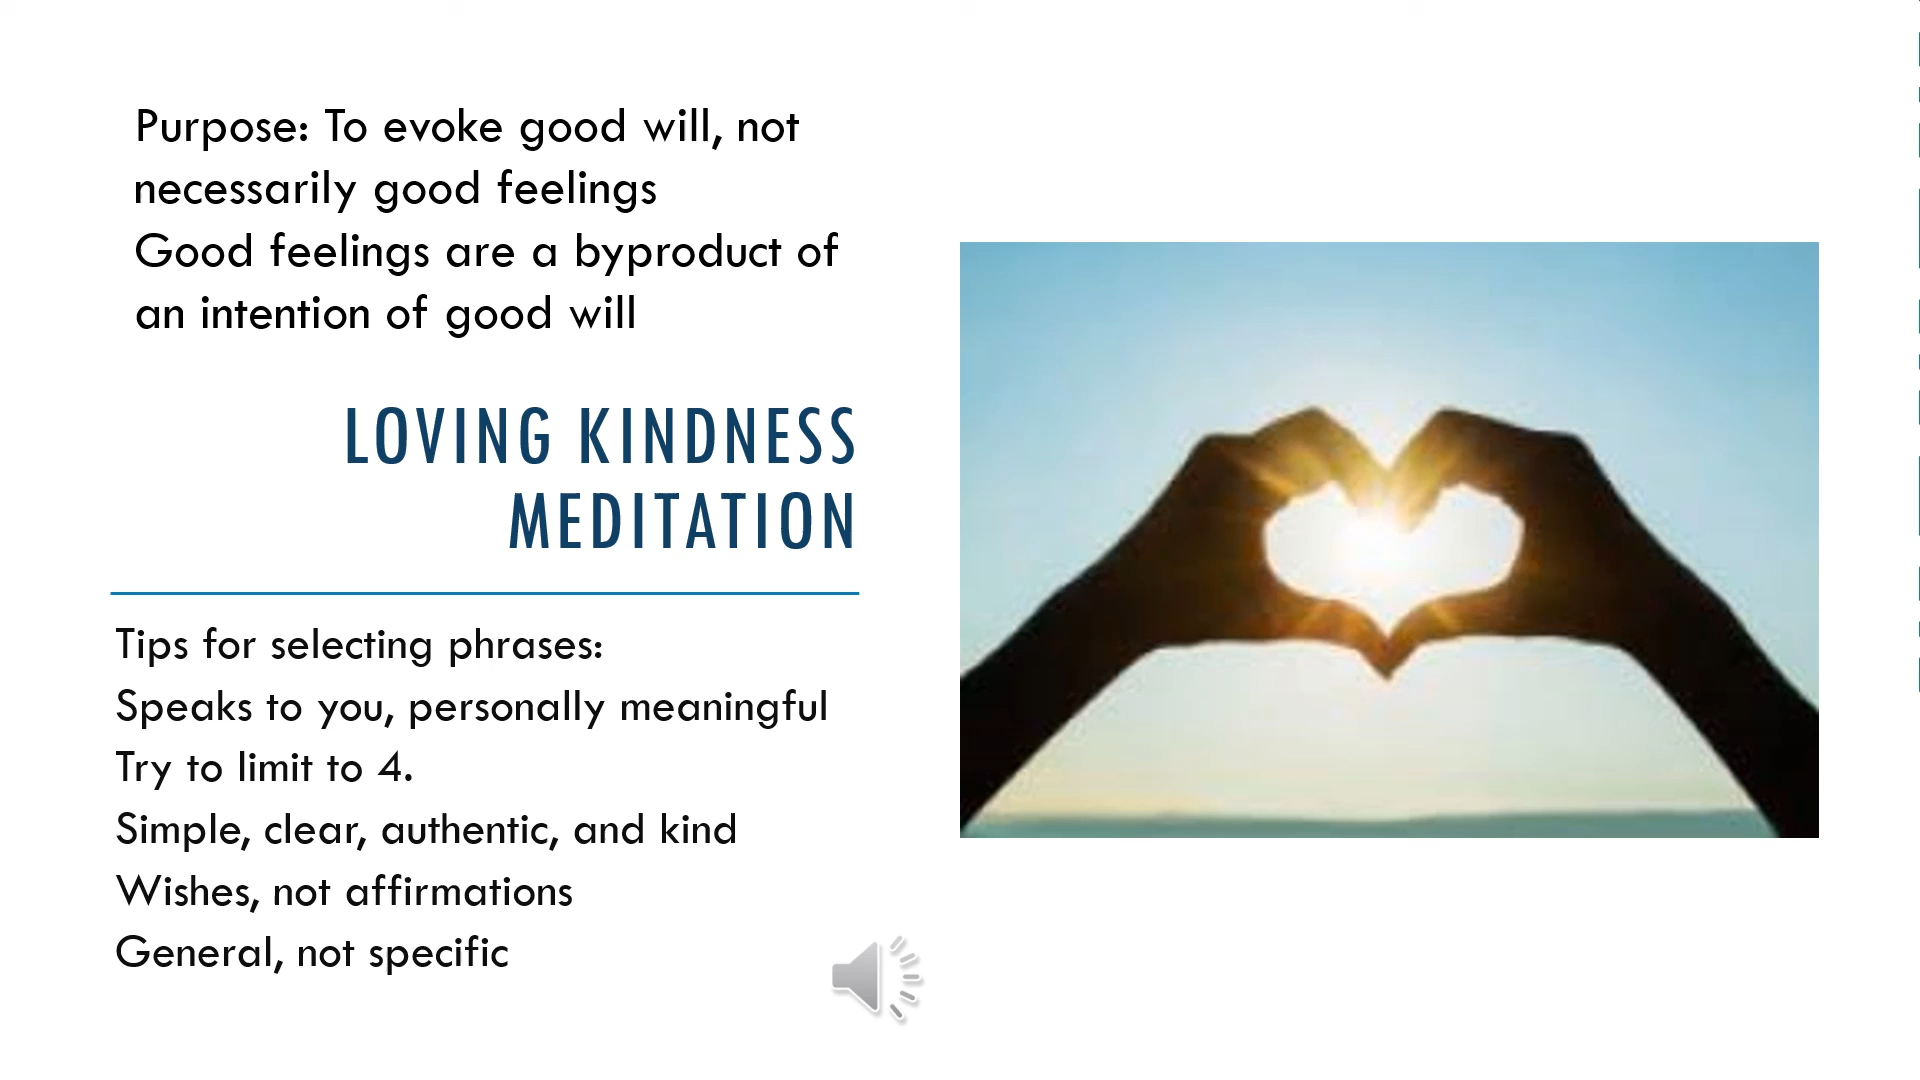 Purpose: To evoke good will, not
necessarily good feelings
Good feelings are a byproduct of
an intention of good will
LOVING KINDNESS
MEDITATION
Tips for selecting phrases:
Speaks to you, personally meaningful
Try to limit to 4.
Simple, clear, authentic, and kind
Wishes, not affirmations
General, not specific